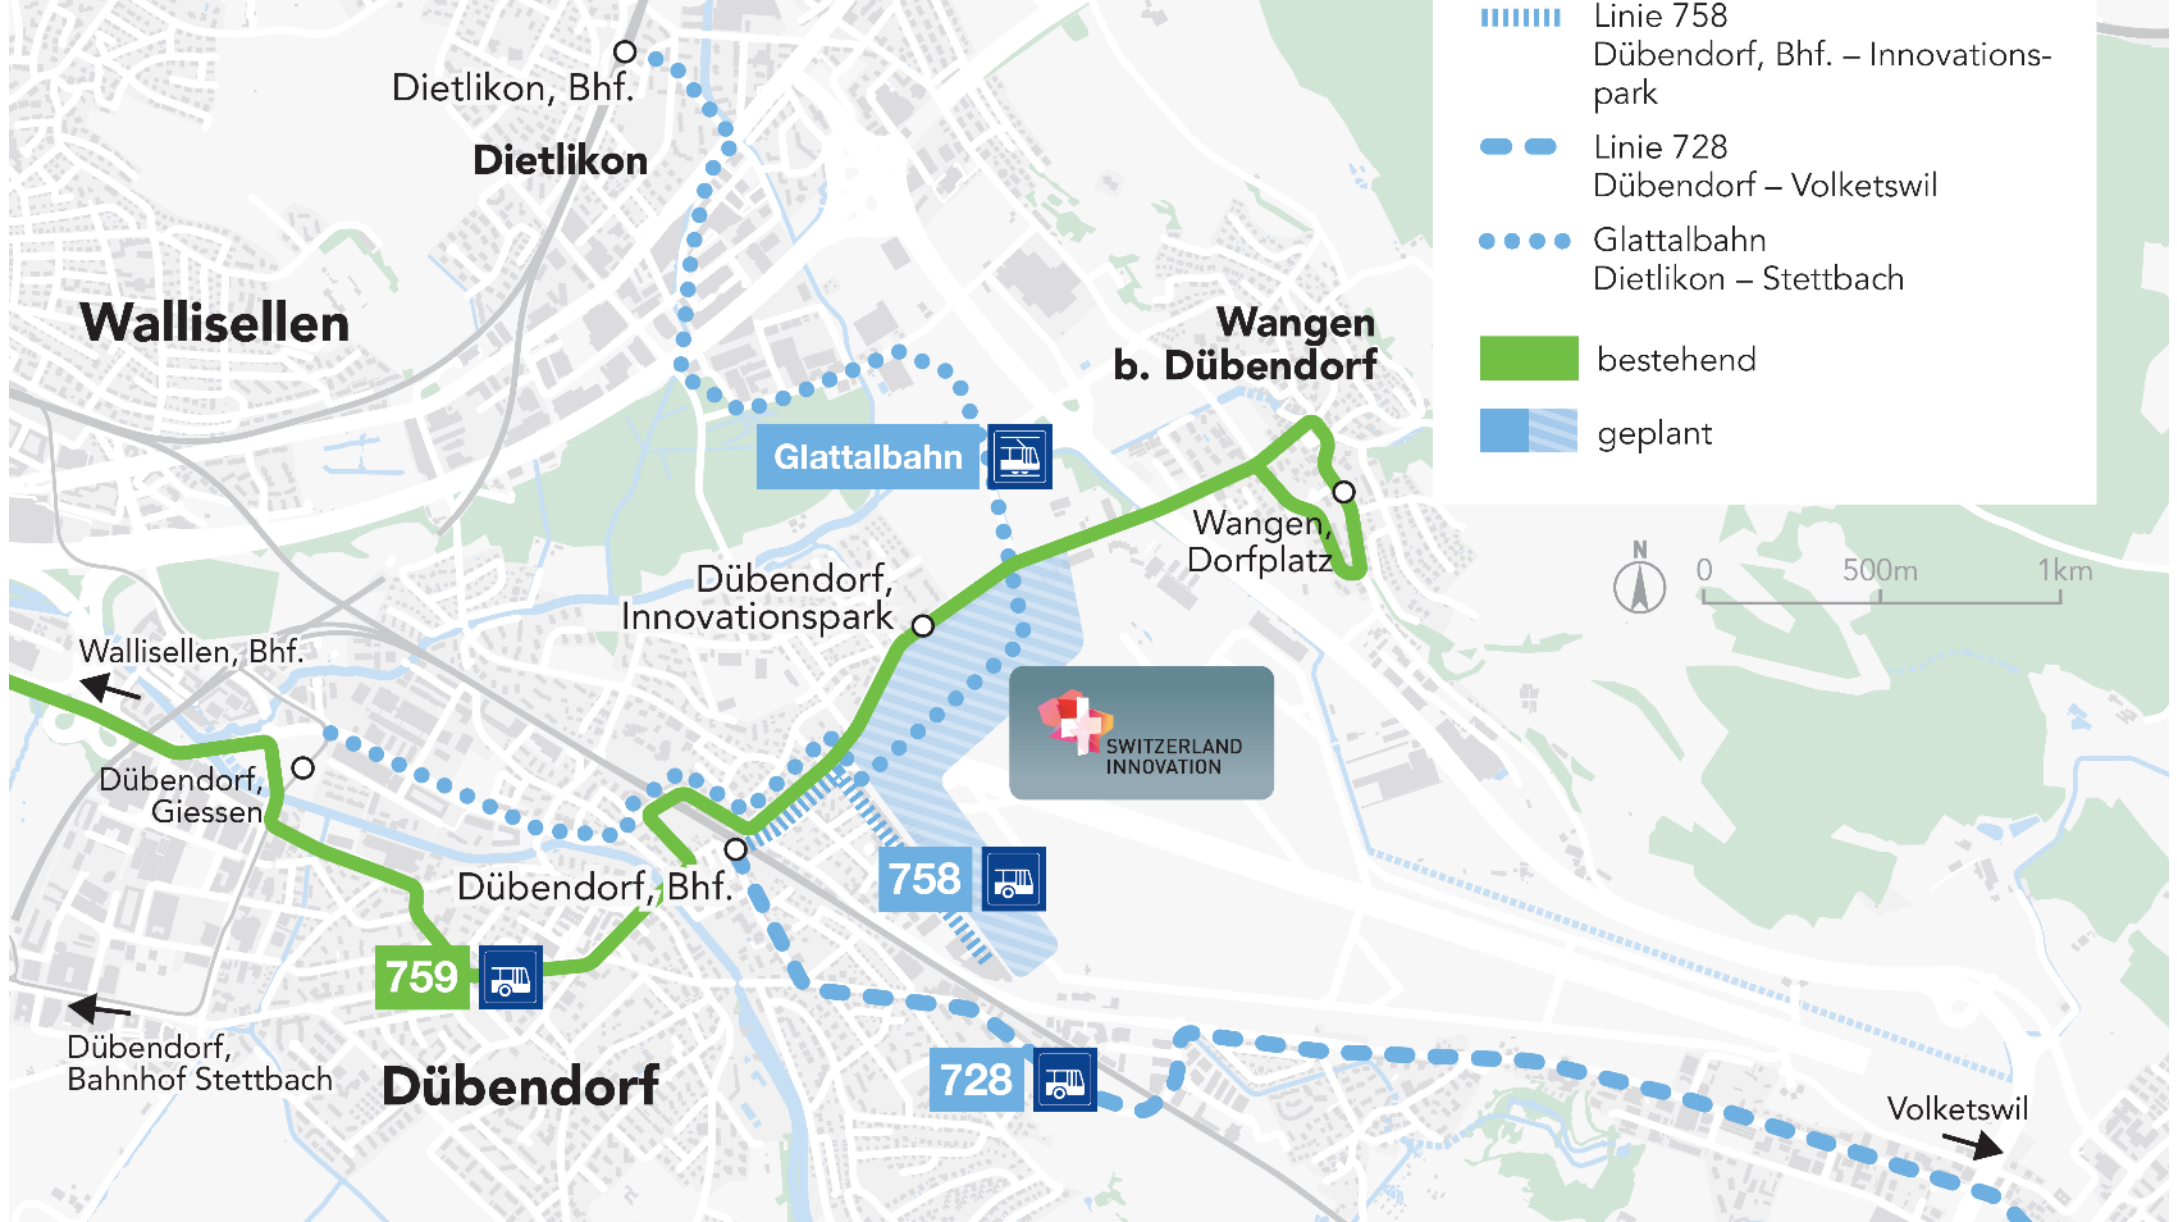 Linie 758
Dübendorf, Bhf. – Innovations-
park
Linie 728
Dübendorf – Volketswil
Glattalbahn
Dietlikon – Stettbach
bestehend
geplant
Dietlikon, Bhf.
Dietlikon
Wallisellen
Wangen
b. Dübendorf
Glattalbahn
Wangen,
Dorfplatz
N
0 500m 1km
Dübendorf,
Innovationspark
Wallisellen, Bhf.
SWITZERLAND
INNOVATION
Dübendorf,
Giessen
Dübendorf, Bhf.
758
759
Dübendorf,
Bahnhof Stettbach
Dübendorf
728
Volketswil